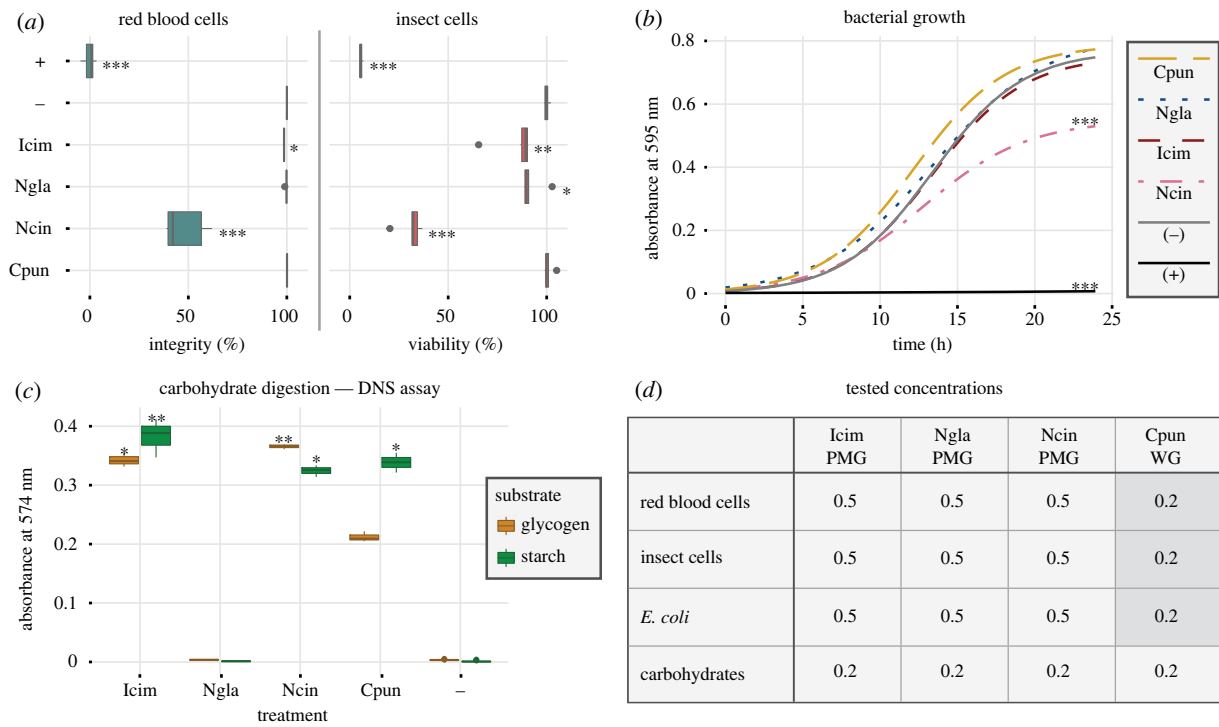 (a)
red blood cells
insect cells
+
***
***
–
Icim
*
**
Ngla
*
Ncin
***
***
Cpun
0
50
100
0
50
100
integrity (%)
viability (%)
(b)
bacterial growth
0.8
0.6
0.4
0.2
0
absorbance at 595 nm
***
***
0
5
10
15
20
25
time (h)
Cpun
Ngla
Icim
Ncin
(–)
(+)
(c)
carbohydrate digestion — DNS assay
0.4
0.3
0.2
0.1
0
absorbance at 574 nm
*
**
**
*
*
substrate
glycogen
starch
Icim
Ngla
Ncin
Cpun
–
treatment
(d)
tested concentrations
Icim PMG
Ngla PMG
Ncin PMG
Cpun WG
red blood cells 0.5 0.5 0.5 0.2
insect cells 0.5 0.5 0.5 0.2
E. coli 0.5 0.5 0.5 0.2
carbohydrates 0.2 0.2 0.2 0.2